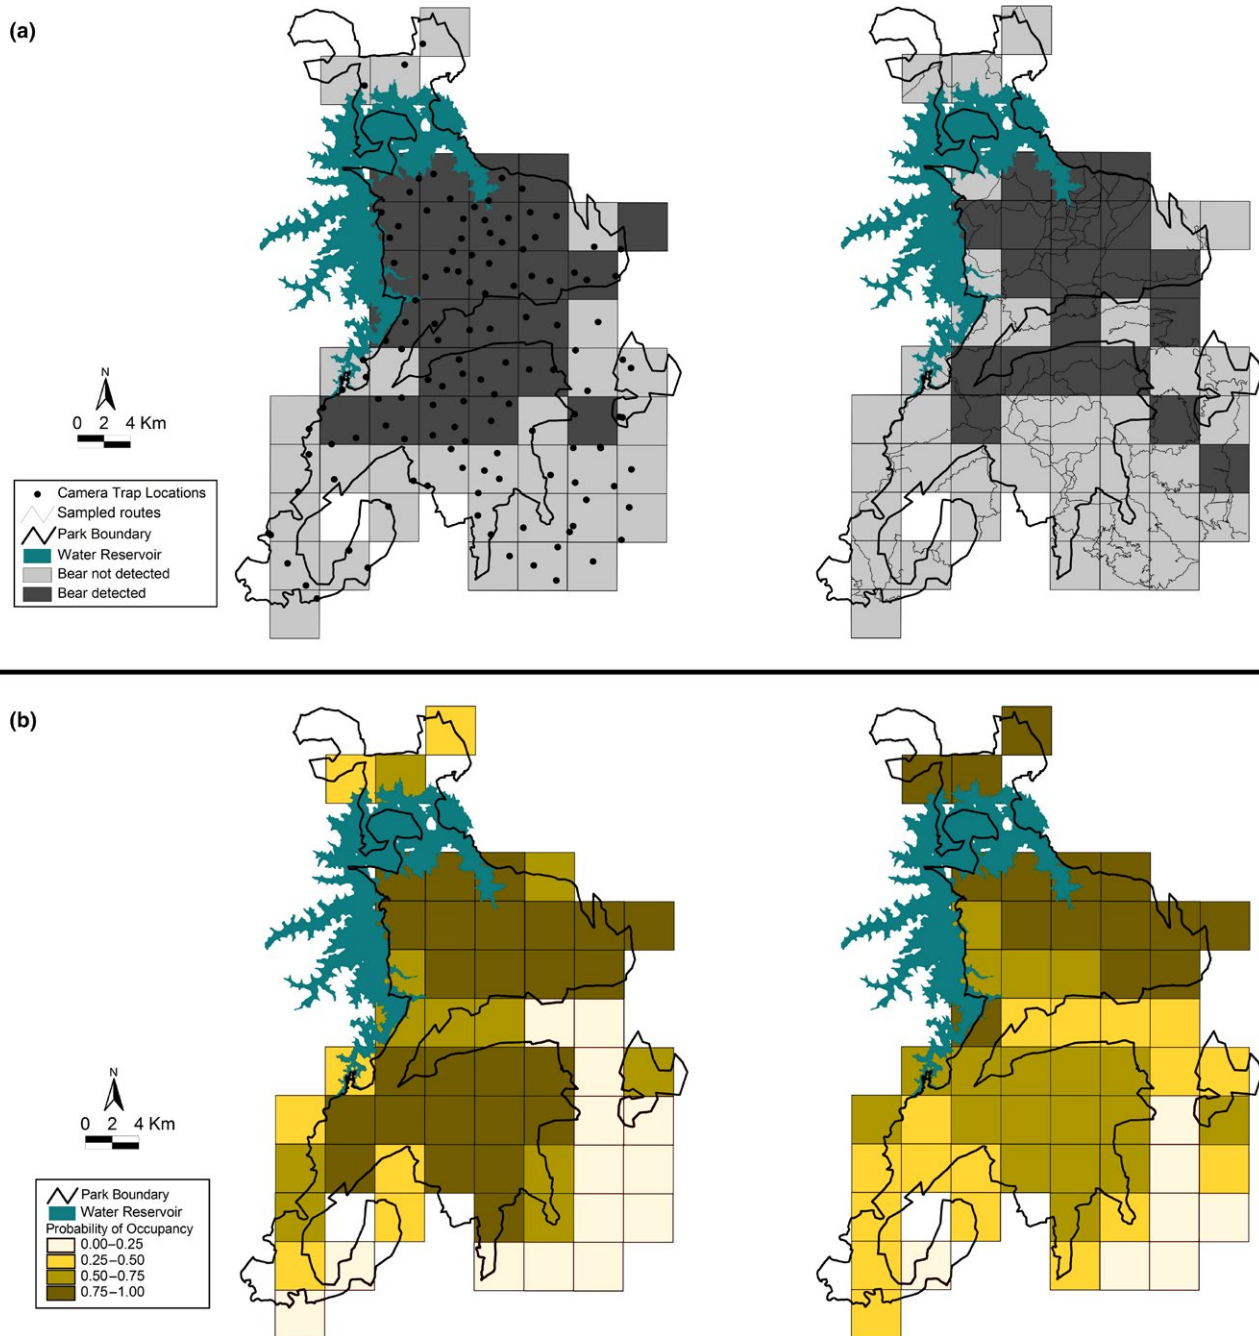 (a)
N
0 2 4 Km
Camera Trap Locations
Sampled routes
Park Boundary
Water Reservoir
Bear not detected
Bear detected
(b)
N
0 2 4 Km
Park Boundary
Water Reservoir
Probability of Occupancy
0.00–0.25
0.25–0.50
0.50–0.75
0.75–1.00